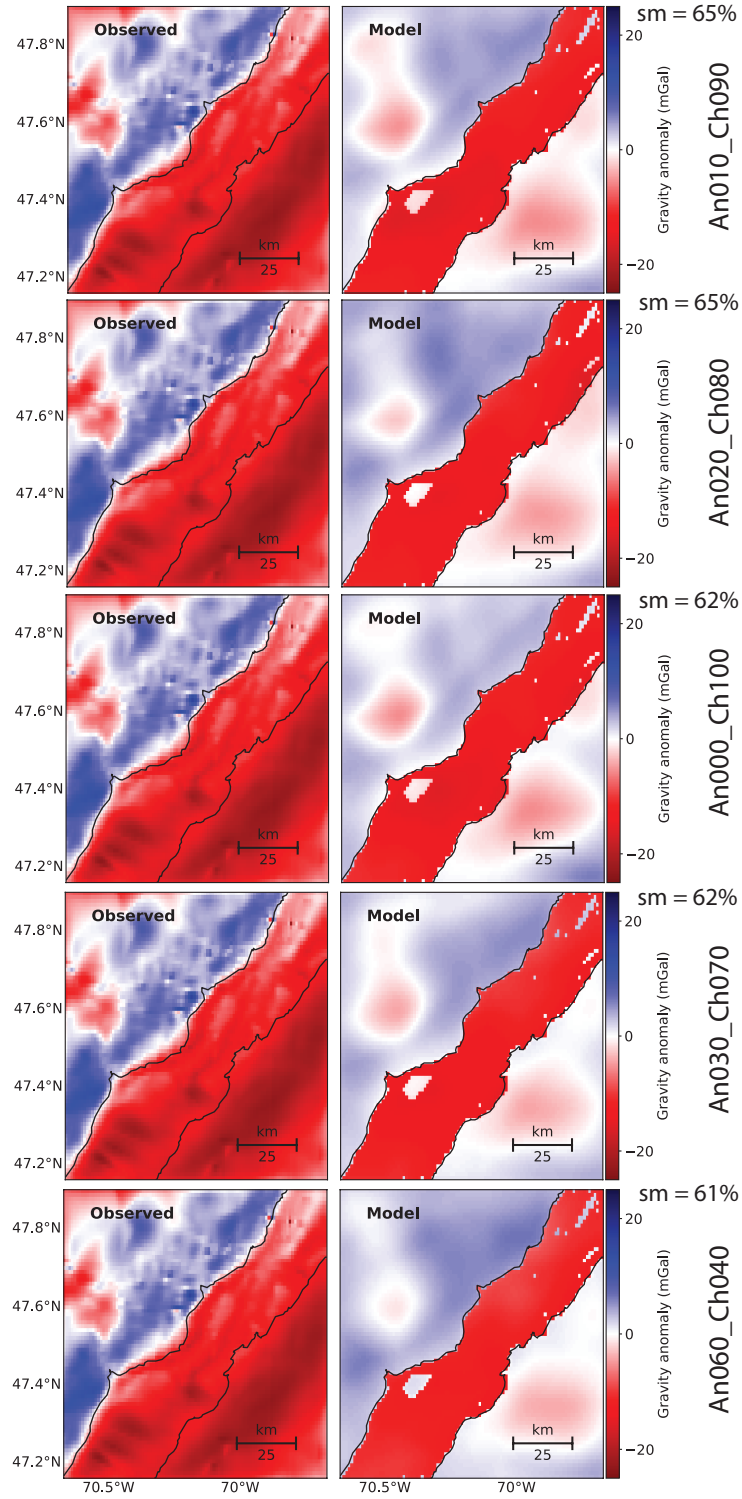 sm = 65%
Observed
Model
47.8°N
47.6°N
47.4°N
47.2°N
km
25
km
25
20
0
−20
Gravity anomaly (mGal)
An010_Ch090
sm = 65%
Observed
Model
47.8°N
47.6°N
47.4°N
47.2°N
km
25
km
25
20
0
−20
Gravity anomaly (mGal)
An020_Ch080
sm = 62%
Observed
Model
47.8°N
47.6°N
47.4°N
47.2°N
km
25
km
25
20
0
−20
Gravity anomaly (mGal)
An000_Ch100
sm = 62%
Observed
Model
47.8°N
47.6°N
47.4°N
47.2°N
km
25
km
25
20
0
−20
Gravity anomaly (mGal)
An030_Ch070
sm = 61%
Observed
Model
47.8°N
47.6°N
47.4°N
47.2°N
km
25
km
25
20
0
−20
Gravity anomaly (mGal)
An060_Ch040
70.5°W
70°W
70.5°W
70°W